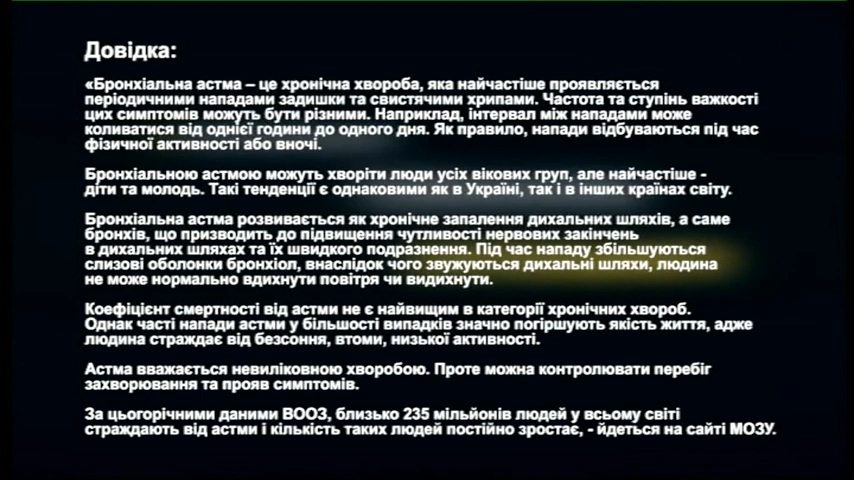 Довідка:
«Бронхіальна астма – це хронічна хвороба, яка найчастіше проявляється
періодичними нападами задишки та свистячими хрипами. Частота та ступінь важкості
цих симптомів можуть бути різними. Наприклад, інтервал між нападами може
коливатися від однієї години до одного дня. Як правило, напади відбуваються під час
фізичної активності або вночі.
Бронхіальною астмою можуть хворіти люди усіх вікових груп, але найчастіше -
діти та молодь. Такі тенденції є однаковими як в Україні, так і в інших країнах світу.
Бронхіальна астма розвивається як хронічне запалення дихальних шляхів, а саме
бронхів, що призводить до підвищення чутливості нервових закінчень
в дихальних шляхах та їх швидкого подразнення. Під час нападу збільшуються
слизові оболонки бронхіол, внаслідок чого звужуються дихальні шляхи, людина
не може нормально вдихнути повітря чи видихнути.
Коефіцієнт смертності від астми не є найвищим в категорії хронічних хвороб.
Однак часті напади астми у більшості випадків значно погіршують якість життя, адже
людина страждає від безсоння, втоми, низької активності.
Астма вважається невиліковною хворобою. Проте можна контролювати перебіг
захворювання та прояв симптомів.
За цьогорічними даними ВООЗ, близько 235 мільйонів людей у всьому світі
страждають від астми і кількість таких людей постійно зростає, - йдеться на сайті МОЗУ.